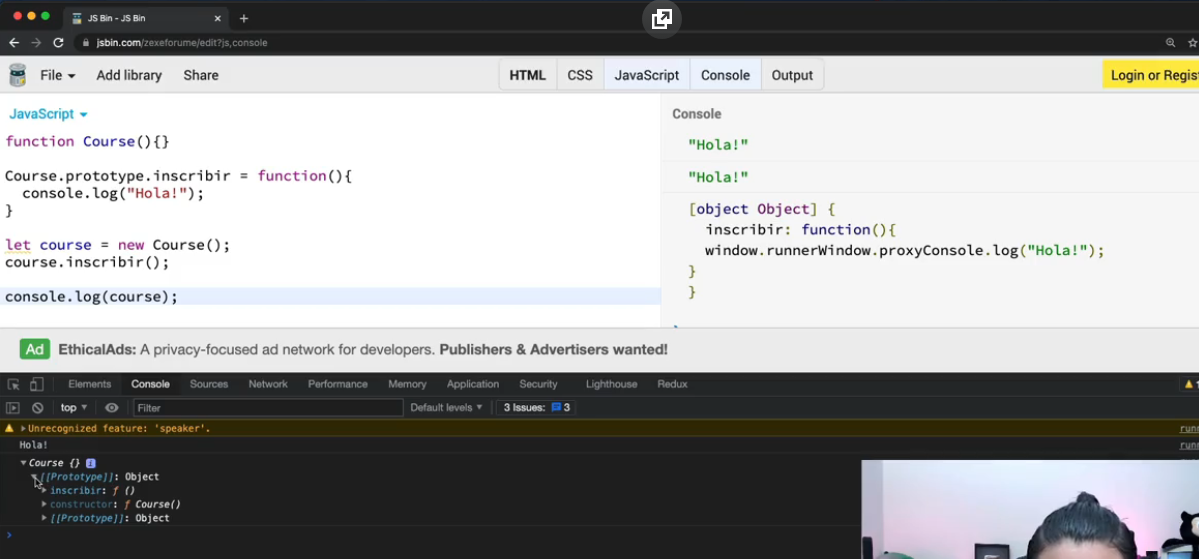 JS Bin - JS Bin
jsbin.com/zexeforume/edit?js,console
File Add library Share HTML CSS JavaScript Console Output Login or Regis
JavaScript
function Course(){}
Course.prototype.inscribir = function(){
console.log("Hola!");
}
let course = new Course();
course.inscribir();
console.log(course);
Console
"Hola!"
"Hola!"
[object Object] {
inscribir: function(){
window.runnerWindow.proxyConsole.log("Hola!");
}
}
Ad EthicalAds: A privacy-focused ad network for developers. Publishers & Advertisers wanted!
Elements Console Sources Network Performance Memory Application Security Lighthouse Redux 1
top Filter Default levels 3 Issues: 3
Unrecognized feature: 'speaker'. runn
Hola! runn
Course {} i
[[Prototype]]: Object
inscribir: ƒ ()
constructor: ƒ Course()
[[Prototype]]: Object